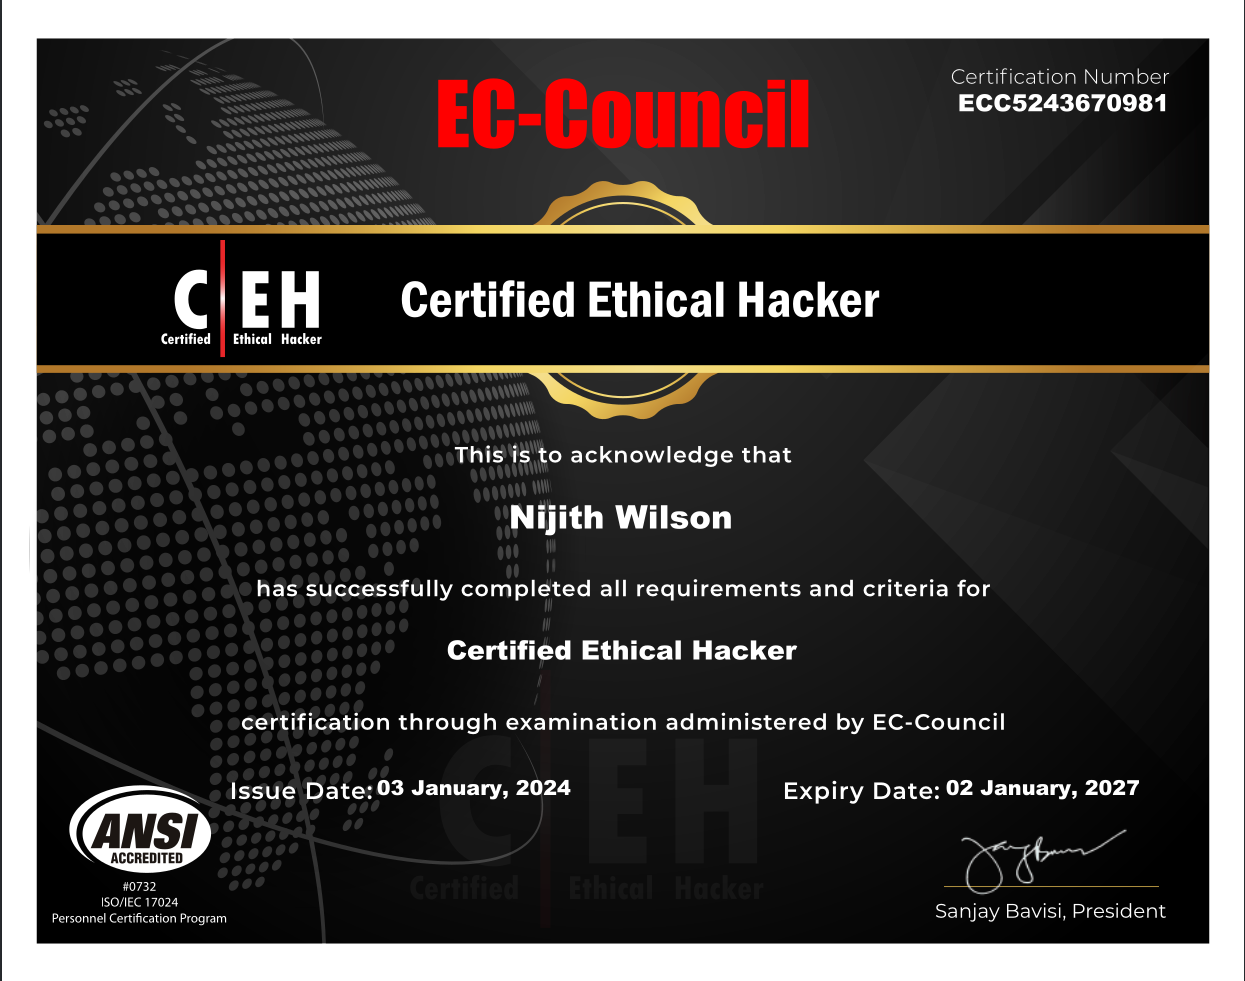 EC-Council
Certification Number
ECC5243670981
C EH
Certified Ethical Hacker
Certified Ethical Hacker
This is to acknowledge that
Nijith Wilson
has successfully completed all requirements and criteria for
Certified Ethical Hacker
certification through examination administered by EC-Council
Issue Date: 03 January, 2024
Expiry Date: 02 January, 2027
C EH
Certified Ethical Hacker
ANSI
ACCREDITED
#0732
ISO/IEC 17024
Personnel Certification Program
Sanjay Bavisi, President